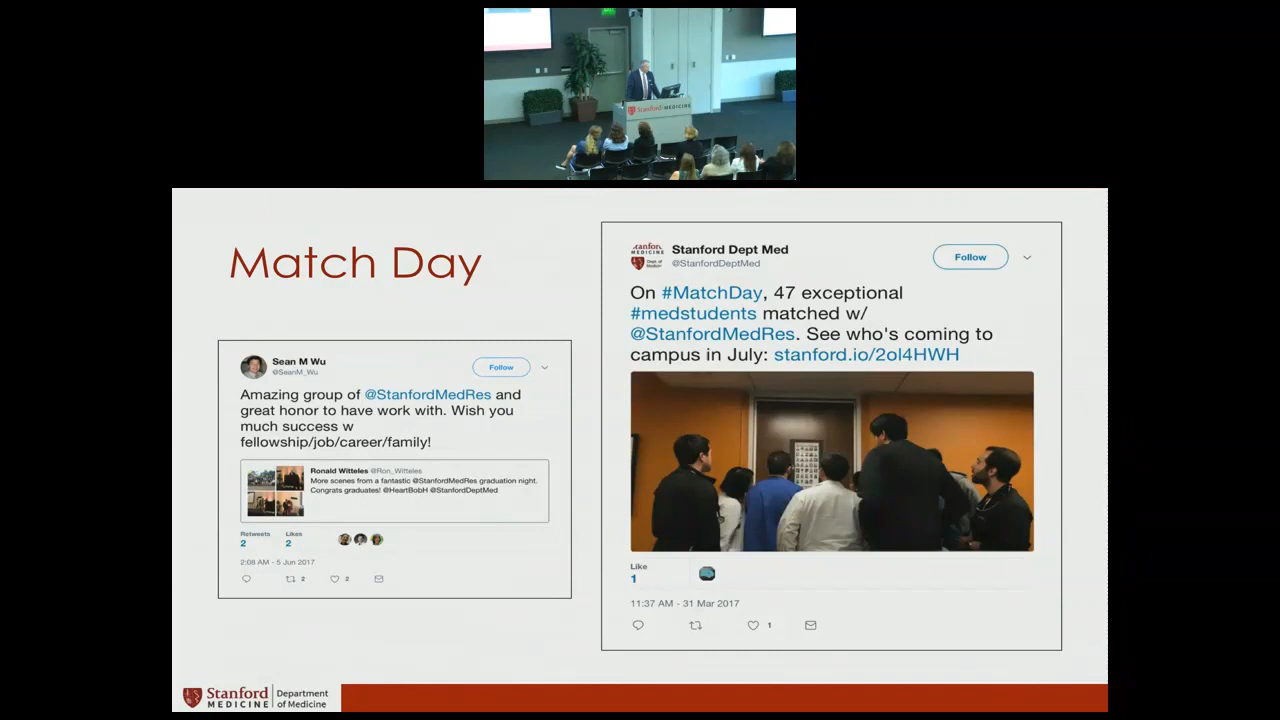 Stanford MEDICINE
Match Day
Sean M Wu
@SeanM_Wu
Follow
Amazing group of @StanfordMedRes and
great honor to have work with. Wish you
much success w
fellowship/job/career/family!
Ronald Witteles @Ron_Witteles
More scenes from a fantastic @StanfordMedRes graduation night.
Congrats graduates! @HeartBobH @StanfordDeptMed
Retweets Likes
2 2
2:08 AM - 5 Jun 2017
2 2
Stanford Dept Med
@StanfordDeptMed
Follow
On #MatchDay, 47 exceptional
#medstudents matched w/
@StanfordMedRes. See who's coming to
campus in July: stanford.io/2ol4HWH
Like
1
11:37 AM - 31 Mar 2017
1
Stanford
MEDICINE
Department
of Medicine